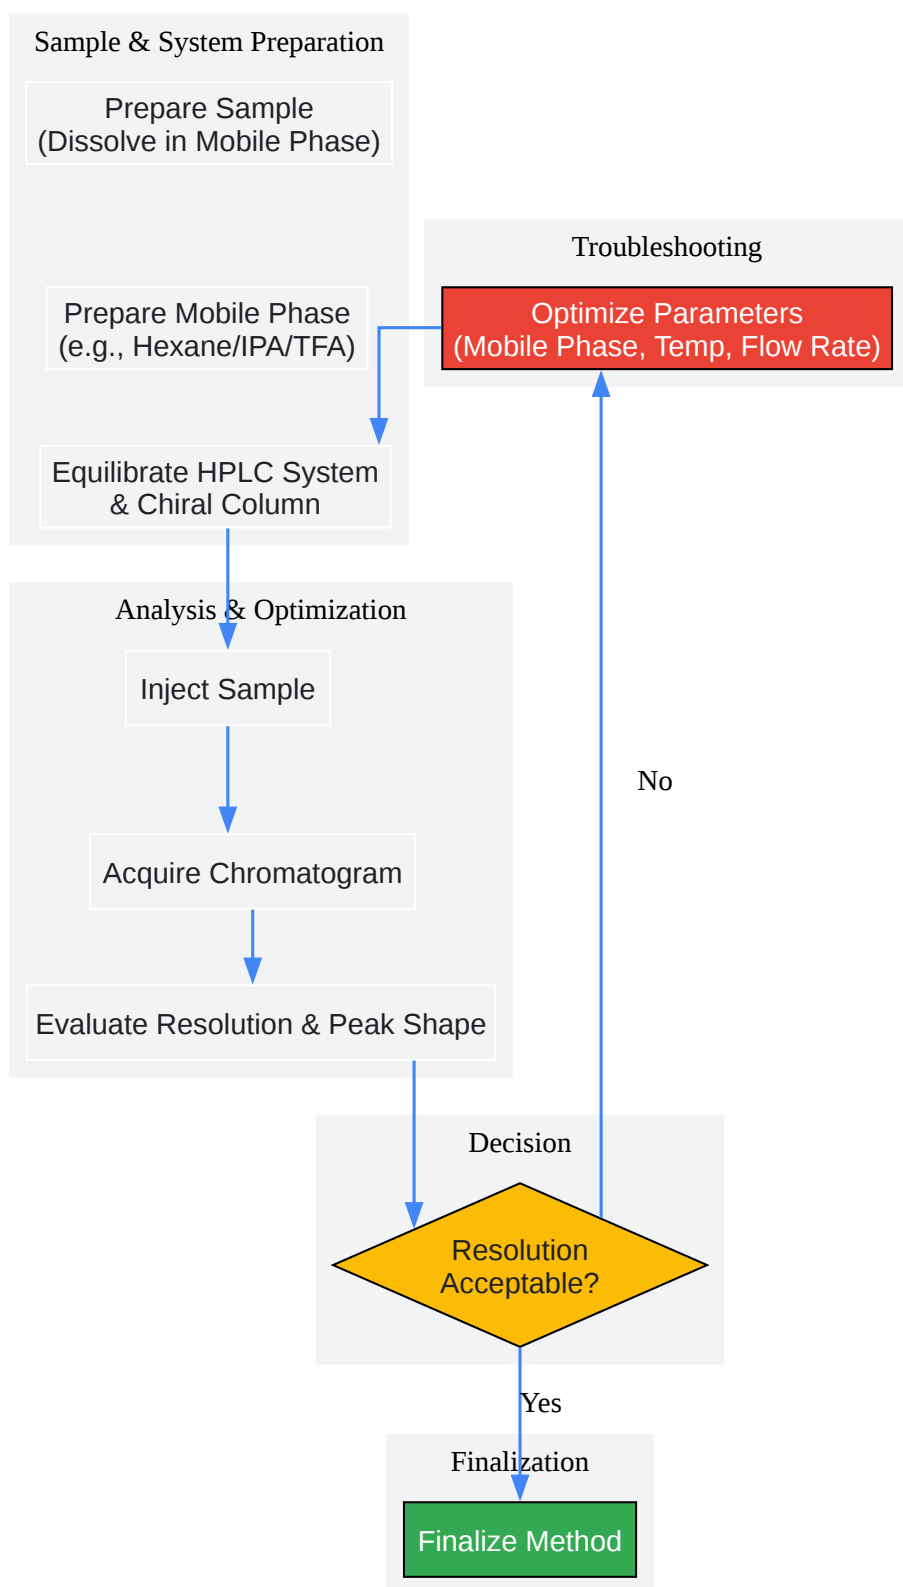 Sample & System Preparation
Prepare Sample
(Dissolve in Mobile Phase)
Troubleshooting
Prepare Mobile Phase
(e.g., Hexane/IPA/TFA)
Optimize Parameters
(Mobile Phase, Temp, Flow Rate)
Equilibrate HPLC System
& Chiral Column
Analysis & Optimization
Inject Sample
No
Acquire Chromatogram
Evaluate Resolution & Peak Shape
Decision
Resolution
Acceptable?
Yes
Finalization
Finalize Method